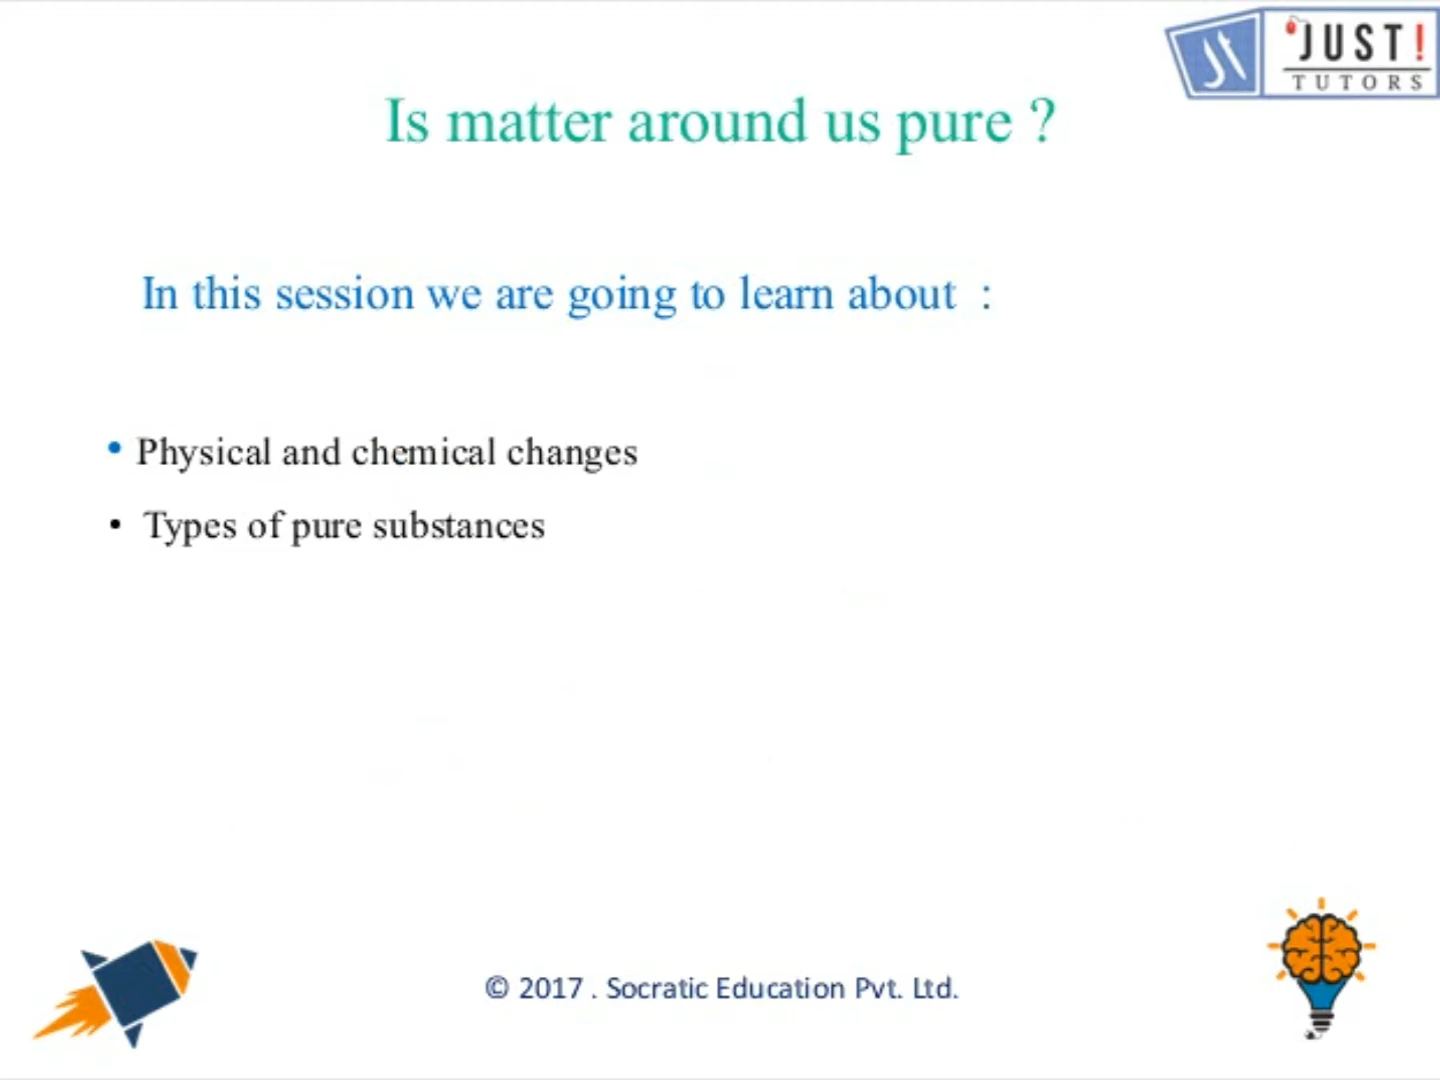 JUST!
TUTORS
Is matter around us pure ?
In this session we are going to learn about :
• Physical and chemical changes
• Types of pure substances
© 2017 . Socratic Education Pvt. Ltd.